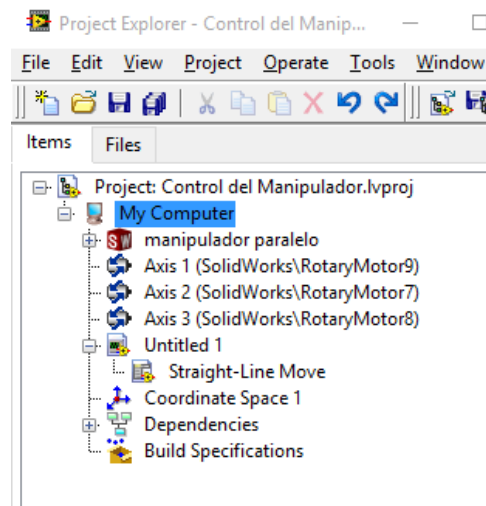 Project Explorer - Control del Manip...
File Edit View Project Operate Tools Window
Items Files
Project: Control del Manipulador.lvproj
My Computer
manipulador paralelo
Axis 1 (SolidWorks\RotaryMotor9)
Axis 2 (SolidWorks\RotaryMotor7)
Axis 3 (SolidWorks\RotaryMotor8)
Untitled 1
Straight-Line Move
Coordinate Space 1
Dependencies
Build Specifications